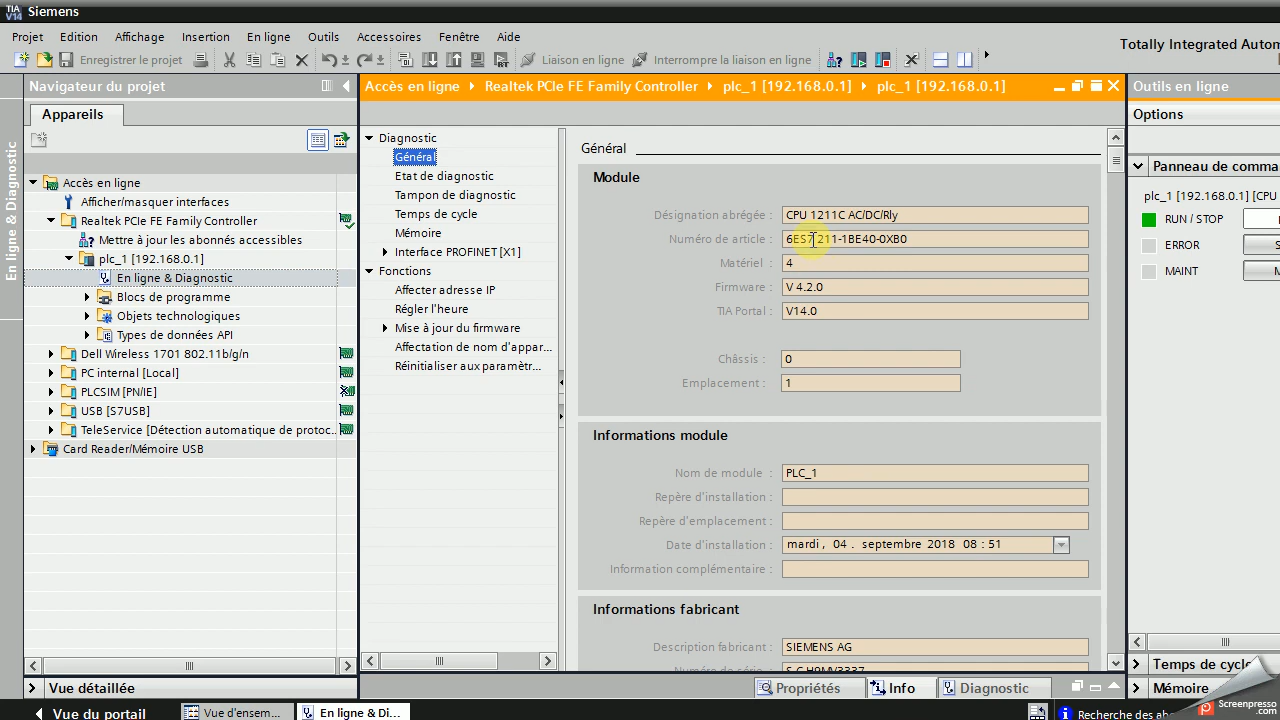 TIA V14 Siemens
Projet Edition Affichage Insertion En ligne Outils Accessoires Fenêtre Aide
Totally Integrated Autom
Enregistrer le projet Liaison en ligne Interrompre la liaison en ligne
Navigateur du projet
Accès en ligne Realtek PCIe FE Family Controller plc_1 [192.168.0.1] plc_1 [192.168.0.1]
Outils en ligne
Appareils
Options
En ligne & Diagnostic
Accès en ligne
Afficher/masquer interfaces
Realtek PCIe FE Family Controller
Mettre à jour les abonnés accessibles
plc_1 [192.168.0.1]
En ligne & Diagnostic
Blocs de programme
Objets technologiques
Types de données API
Dell Wireless 1701 802.11b/g/n
PC internal [Local]
PLCSIM [PN/IE]
USB [S7USB]
TeleService [Détection automatique de protoc...
Card Reader/Mémoire USB
Vue détaillée
Diagnostic
Général
Etat de diagnostic
Tampon de diagnostic
Temps de cycle
Mémoire
Interface PROFINET [X1]
Fonctions
Affecter adresse IP
Régler l'heure
Mise à jour du firmware
Affectation de nom d'appar...
Réinitialiser aux paramètr...
Général
Module
Désignation abrégée : CPU 1211C AC/DC/Rly
Numéro de article : 6ES7 211-1BE40-0XB0
Matériel : 4
Firmware : V 4.2.0
TIA Portal : V14.0
Châssis : 0
Emplacement : 1
Informations module
Nom de module : PLC_1
Repère d'installation :
Repère d'emplacement :
Date d'installation : mardi , 04 . septembre 2018 08 : 51
Information complémentaire :
Informations fabricant
Description fabricant : SIEMENS AG
Numéro de série : S C-H9MV3337
Panneau de comma
plc_1 [192.168.0.1] [CPU
RUN / STOP
ERROR S
MAINT M
Temps de cycle
Mémoire
Propriétés Info Diagnostic
Vue du portail Vue d'ensem... En ligne & Di...
Recherche des abo
Screenpresso.com